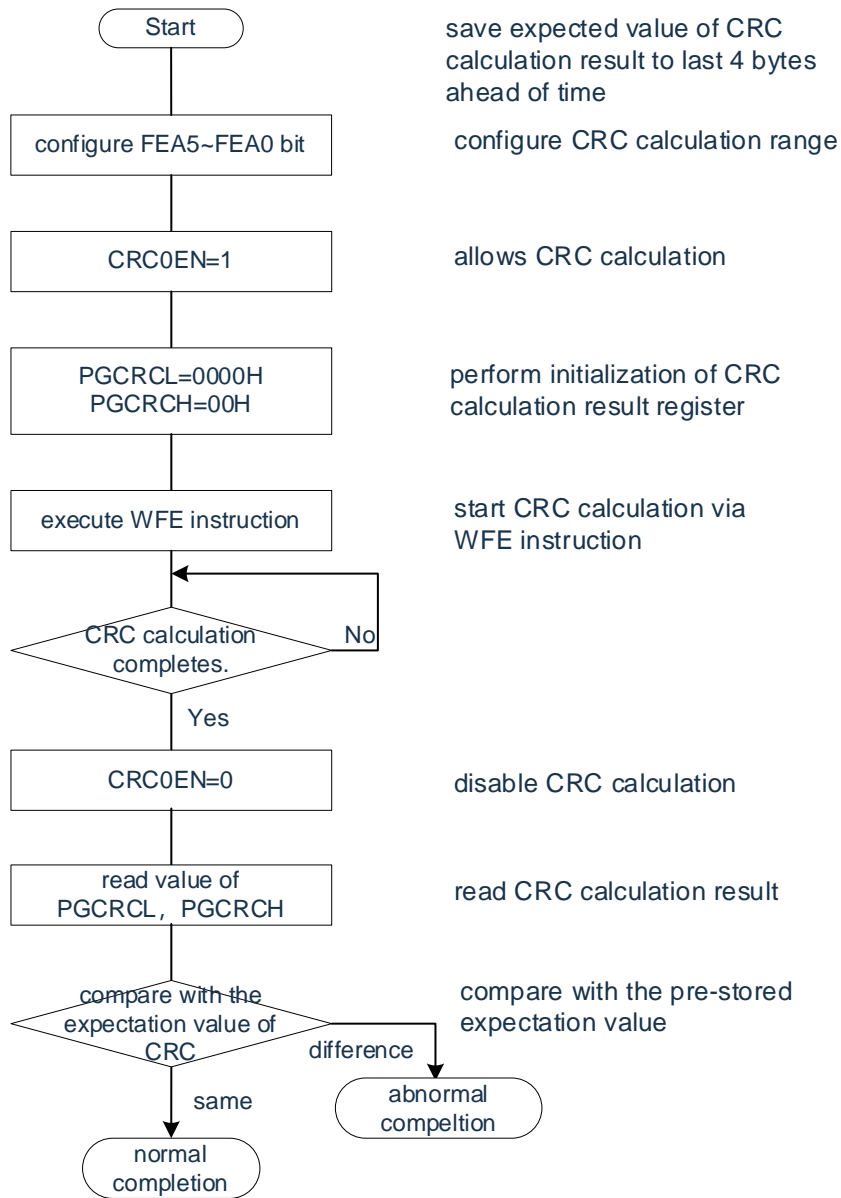 Start
save expected value of CRC
calculation result to last 4 bytes
ahead of time
configure FEA5~FEA0 bit
configure CRC calculation range
CRC0EN=1
allows CRC calculation
PGCRCL=0000H
PGCRCH=00H
perform initialization of CRC
calculation result register
execute WFE instruction
start CRC calculation via
WFE instruction
CRC calculation
completes.
No
Yes
CRC0EN=0
disable CRC calculation
read value of
PGCRCL, PGCRCH
read CRC calculation result
compare with the
expectation value of
CRC
compare with the pre-stored
expectation value
difference
same
abnormal
compeltion
normal
completion